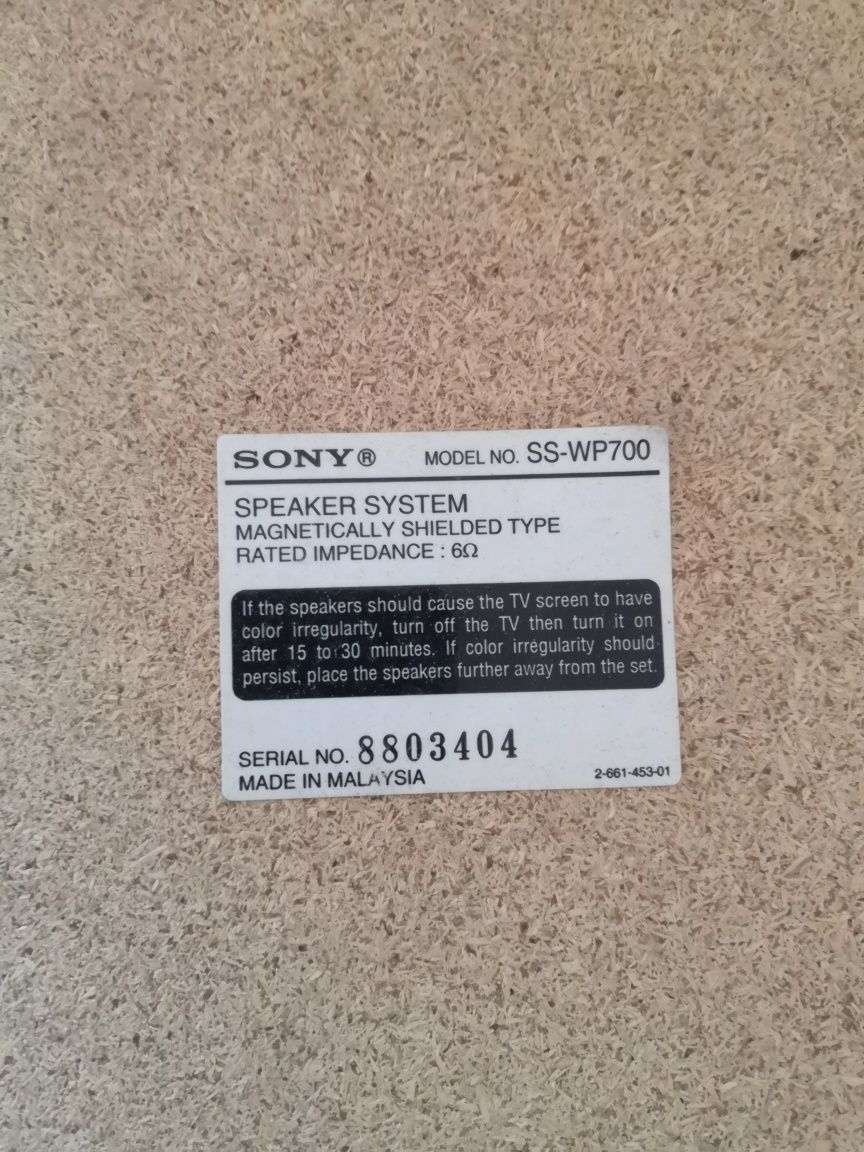 SONY® MODEL NO. SS-WP700
SPEAKER SYSTEM
MAGNETICALLY SHIELDED TYPE
RATED IMPEDANCE : 6Ω
If the speakers should cause the TV screen to have
color irregularity, turn off the TV then turn it on
after 15 to 30 minutes. If color irregularity should
persist, place the speakers further away from the set.
SERIAL NO. 8803404
MADE IN MALAYSIA 2-661-453-01